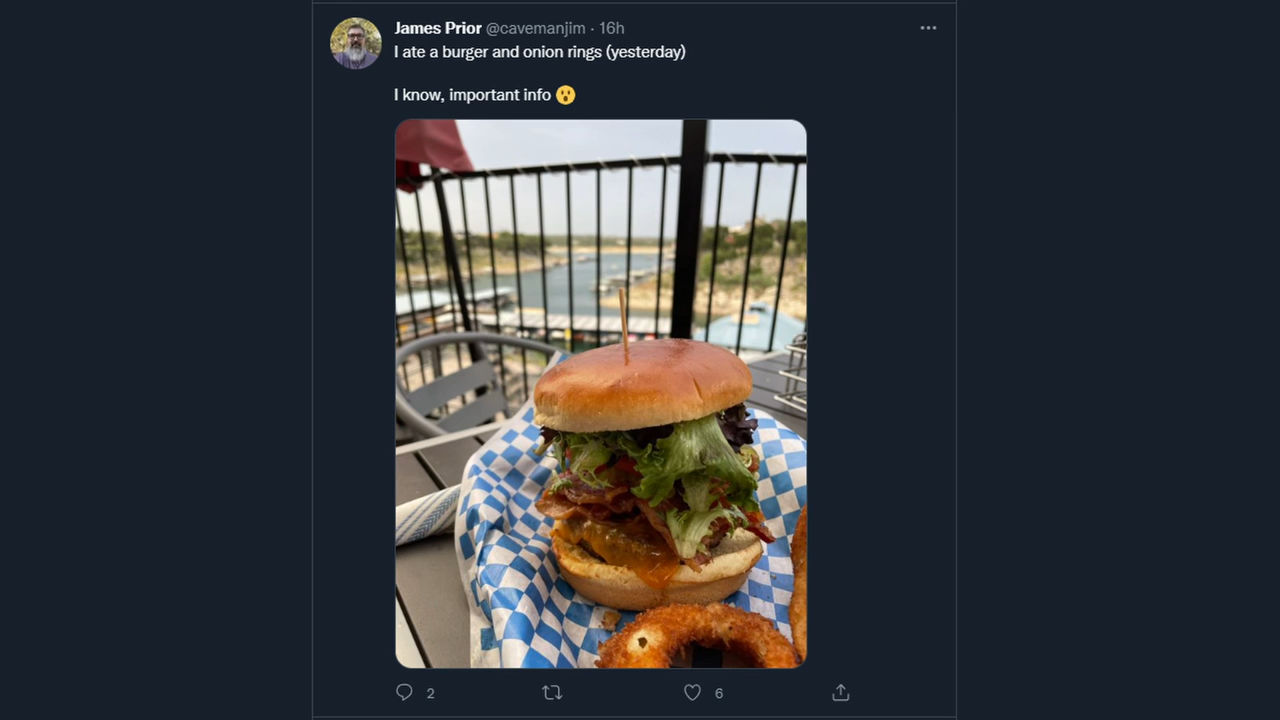 James Prior @cavemanjim · 16h
I ate a burger and onion rings (yesterday)
I know, important info 😮
2 6